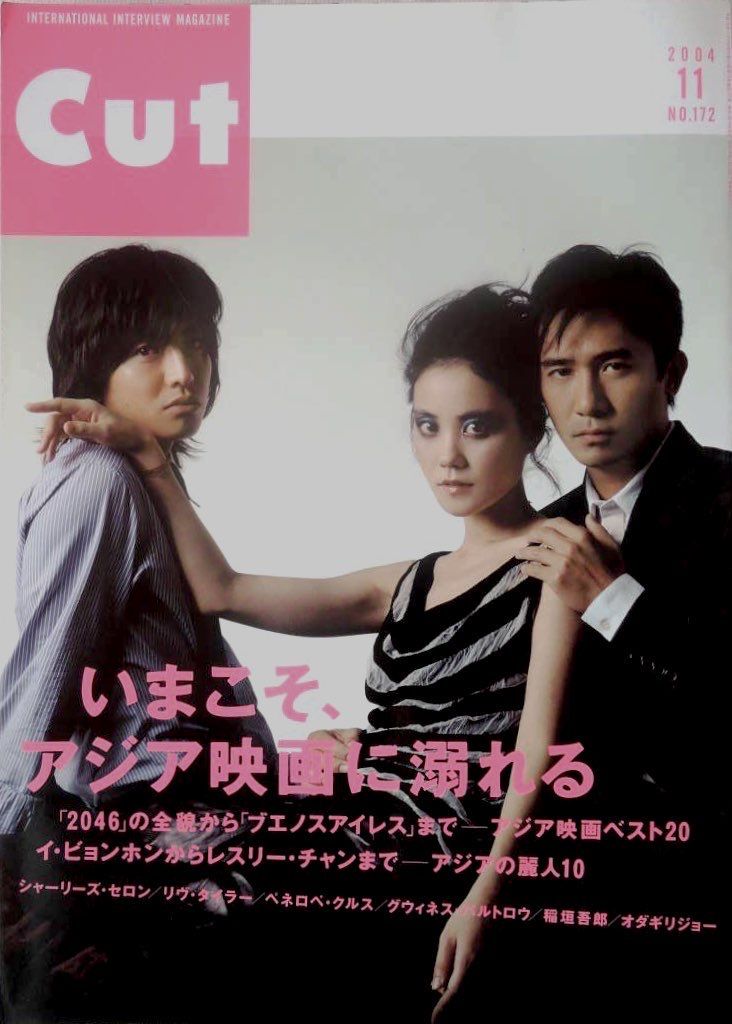 INTERNATIONAL INTERVIEW MAGAZINE
Cut
2004
11
NO.172
いまこそ、
アジア映画に溺れる
「2046」の全貌から「ブエノスアイレス」まで―アジア映画ベスト20
イ・ビョンホンからレスリー・チャンまで―アジアの麗人10
シャーリーズ・セロン/リヴ・タイラー/ペネロペ・クルス/グウィネス・パルトロウ/稲垣吾郎/オダギリジョー